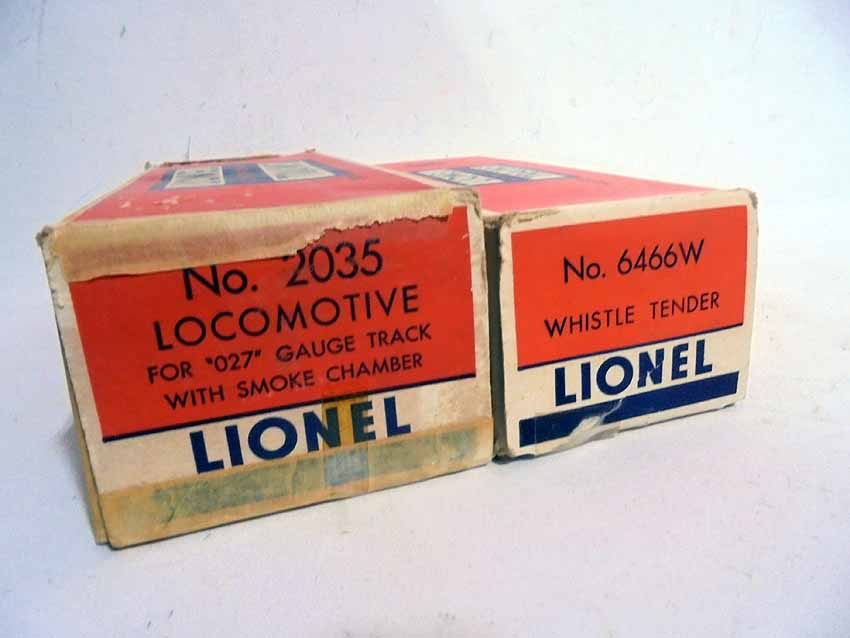 No. 2035
LOCOMOTIVE
FOR "027" GAUGE TRACK
WITH SMOKE CHAMBER
LIONEL
No. 6466W
WHISTLE TENDER
LIONEL